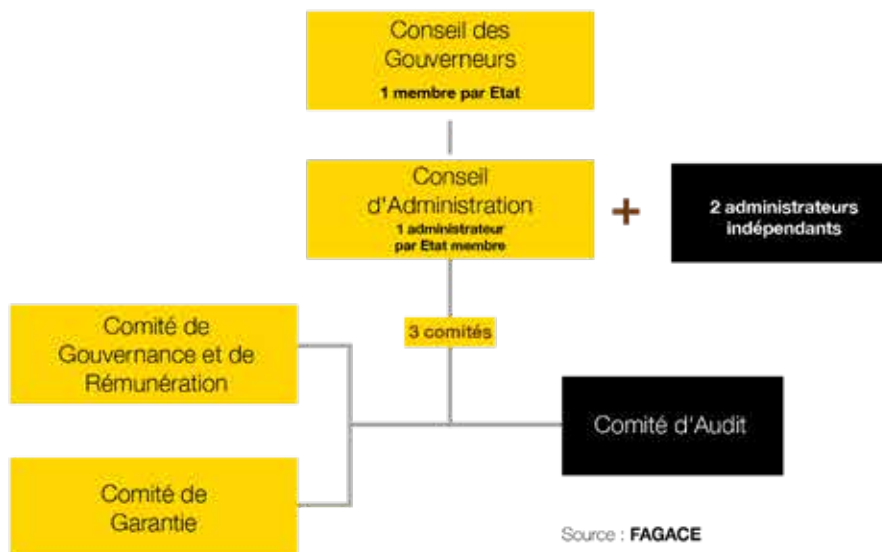 Conseil des
Gouverneurs
1 membre par Etat
Conseil
d'Administration
1 administrateur
par Etat membre
+
2 administrateurs
indépendants
3 comités
Comité de
Gouvernance et de
Rémunération
Comité d'Audit
Comité de
Garantie
Source : FAGACE